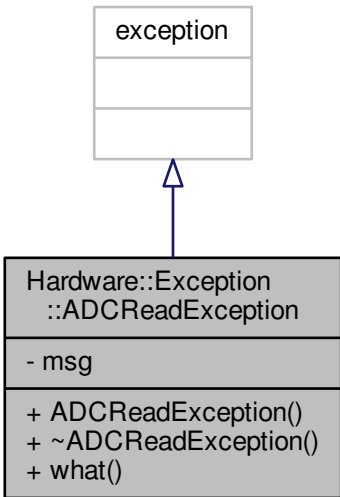 exception
Hardware::Exception
::ADCReadException
- msg
+ ADCReadException()
+ ~ADCReadException()
+ what()